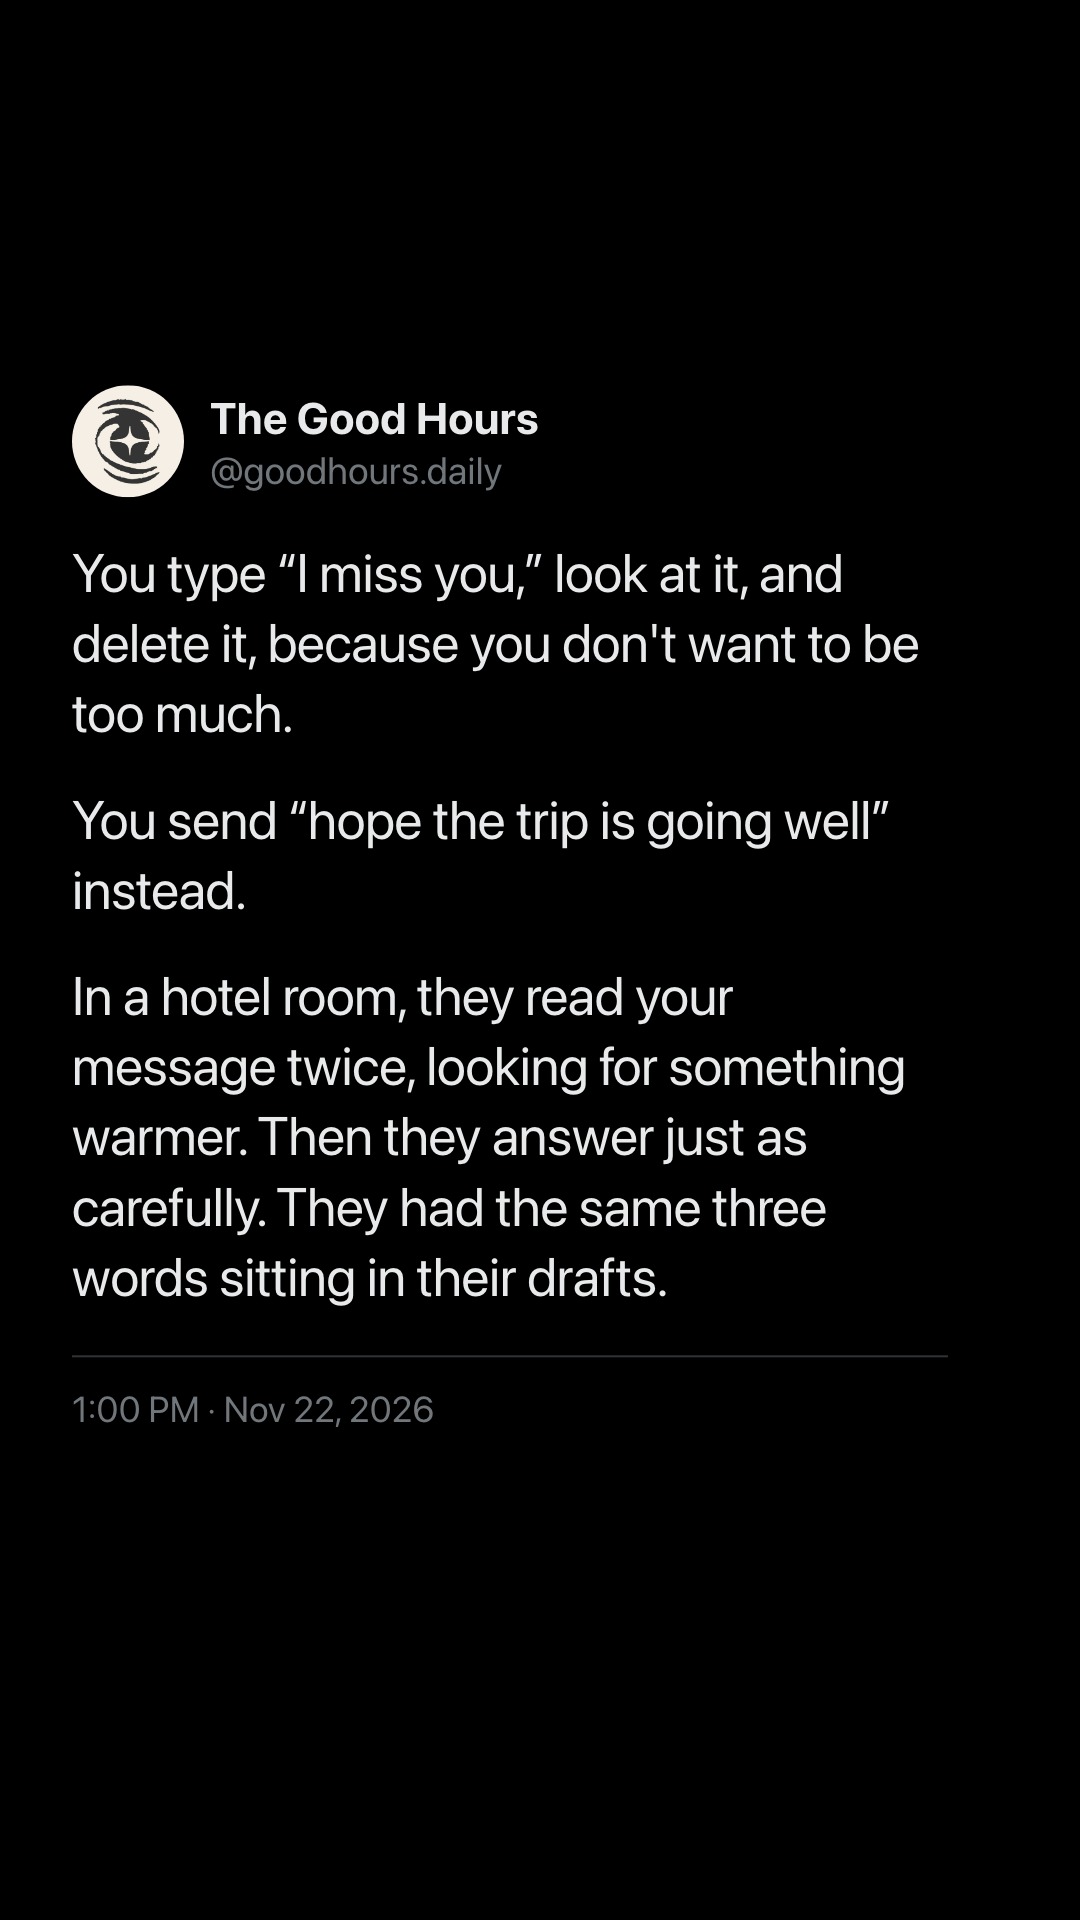 The Good Hours
@goodhours.daily
You type “I miss you,” look at it, and
delete it, because you don't want to be
too much.
You send “hope the trip is going well”
instead.
In a hotel room, they read your
message twice, looking for something
warmer. Then they answer just as
carefully. They had the same three
words sitting in their drafts.
1:00 PM · Nov 22, 2026